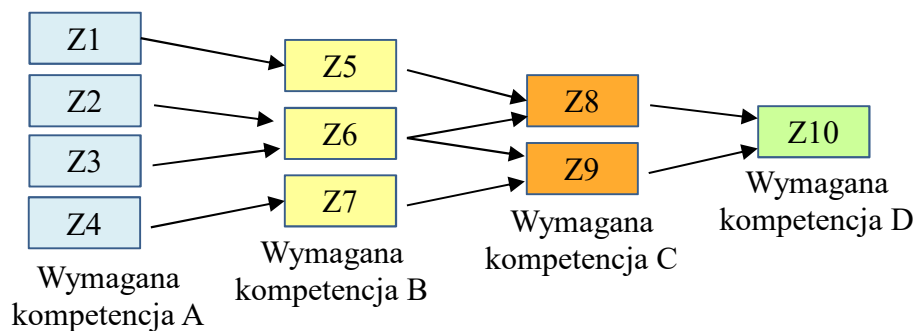 Z1
Z2
Z3
Z4
Wymagana
kompetencja A
Z5
Z6
Z7
Wymagana
kompetencja B
Z8
Z9
Wymagana
kompetencja C
Z10
Wymagana
kompetencja D